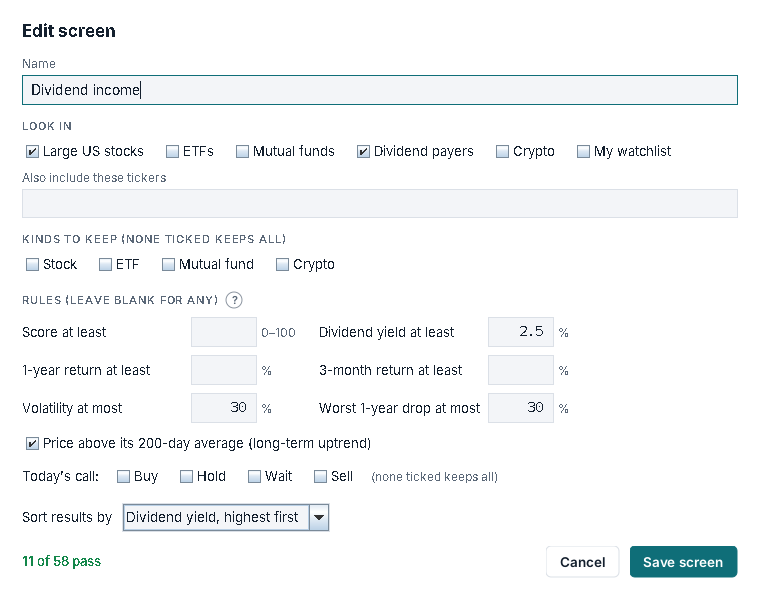 Edit screen
Name
Dividend income
LOOK IN
Large US stocks ETFs Mutual funds Dividend payers Crypto My watchlist
Also include these tickers
KINDS TO KEEP (NONE TICKED KEEPS ALL)
Stock ETF Mutual fund Crypto
RULES (LEAVE BLANK FOR ANY) ?
Score at least 0–100 Dividend yield at least 2.5 %
1-year return at least % 3-month return at least %
Volatility at most 30 % Worst 1-year drop at most 30 %
Price above its 200-day average (long-term uptrend)
Today's call: Buy Hold Wait Sell (none ticked keeps all)
Sort results by Dividend yield, highest first
11 of 58 pass Cancel Save screen